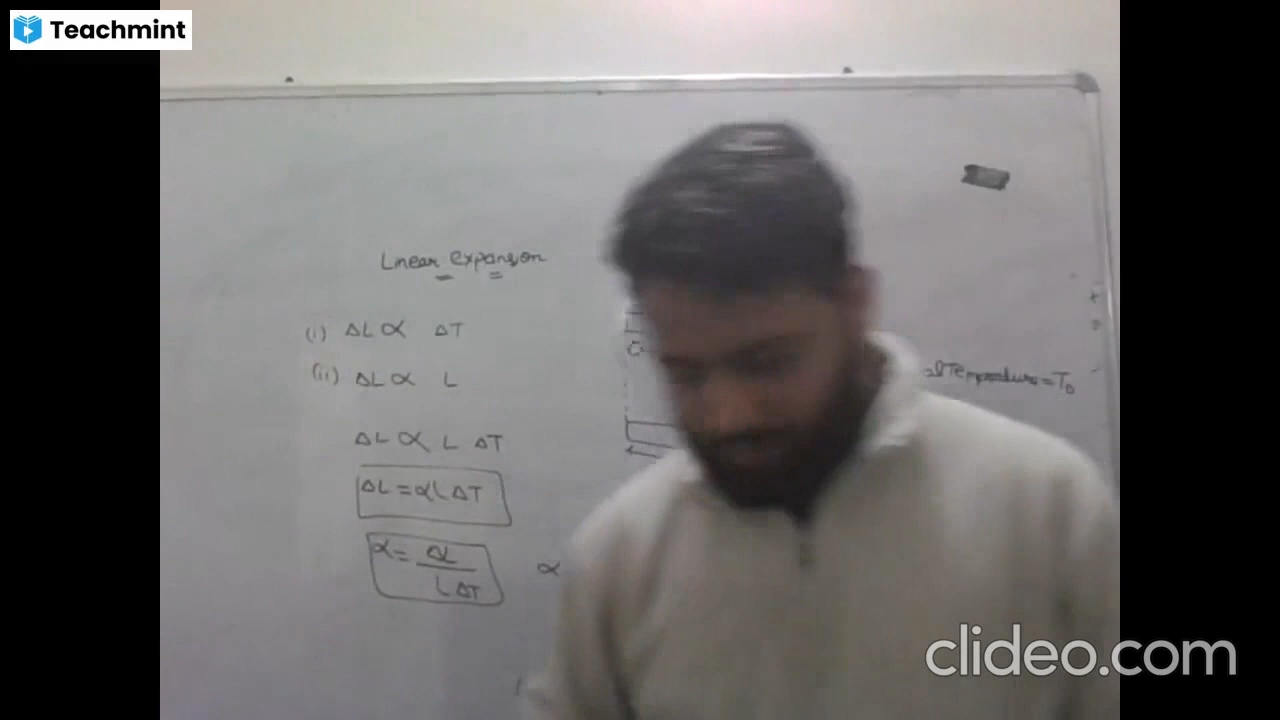 Teachmint
Linear Expansion
(i) ΔL ∝ ΔT
(ii) ΔL ∝ L
ΔL ∝ L ΔT
ΔL = αLΔT
α = ΔL
LΔT
α
Temperature = T₀
clideo.com